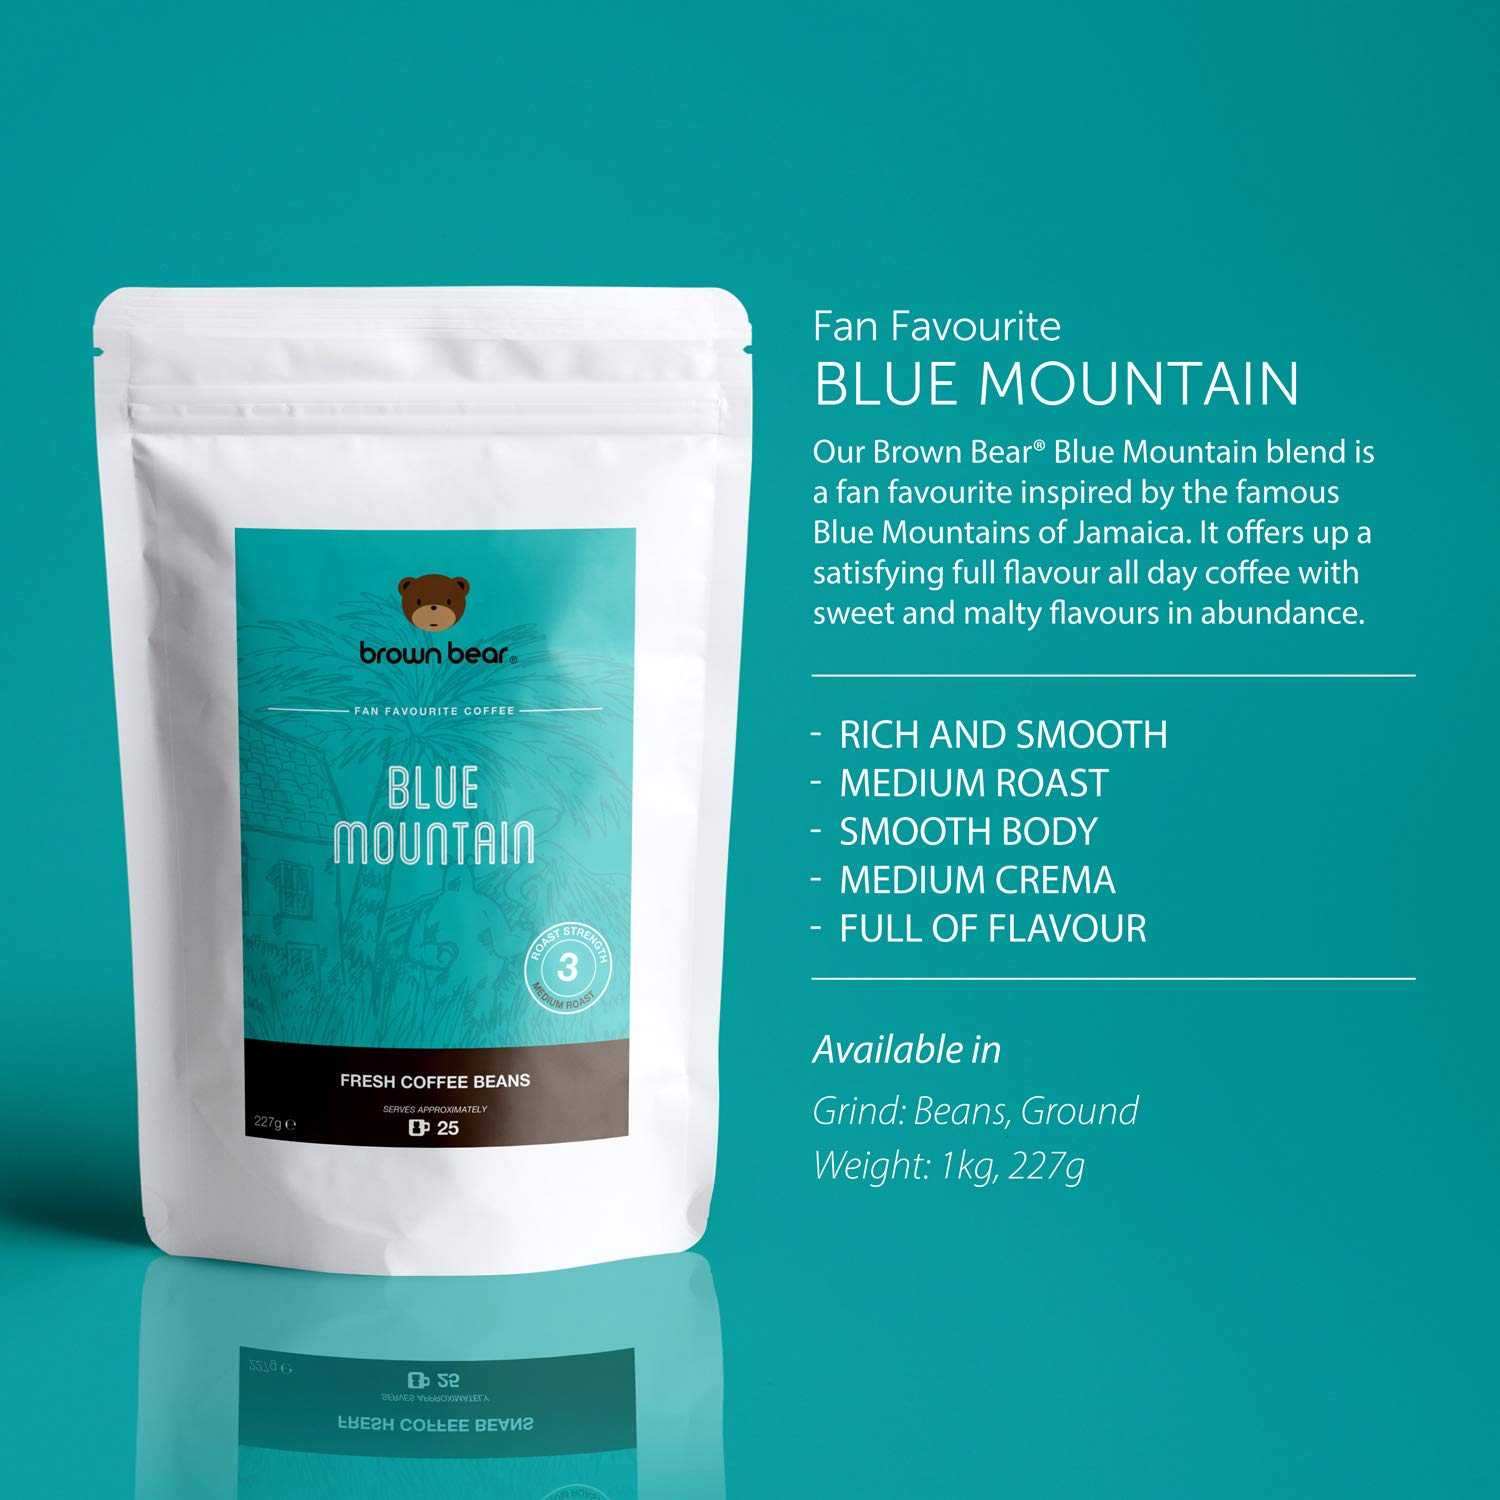 brown bear®
FAN FAVOURITE COFFEE
BLUE
MOUNTAIN
ROAST STRENGTH
3
MEDIUM ROAST
FRESH COFFEE BEANS
SERVES APPROXIMATELY
25
227g ℮
Fan Favourite
BLUE MOUNTAIN
Our Brown Bear® Blue Mountain blend is
a fan favourite inspired by the famous
Blue Mountains of Jamaica. It offers up a
satisfying full flavour all day coffee with
sweet and malty flavours in abundance.
- RICH AND SMOOTH
- MEDIUM ROAST
- SMOOTH BODY
- MEDIUM CREMA
- FULL OF FLAVOUR
Available in
Grind: Beans, Ground
Weight: 1kg, 227g